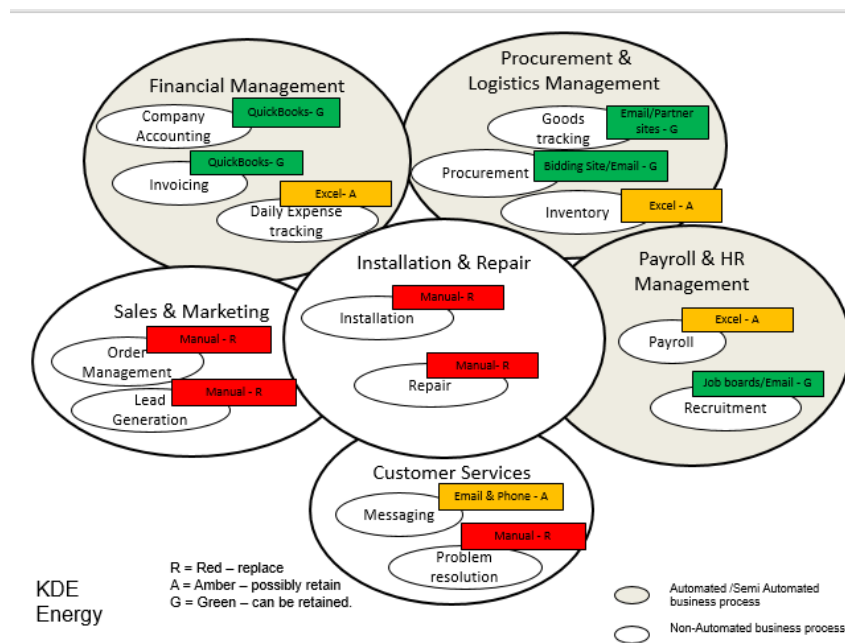 Financial Management
Company
Accounting
QuickBooks- G
QuickBooks- G
Invoicing
Excel- A
Daily Expense
tracking
Procurement &
Logistics Management
Goods
tracking
Email/Partner
sites - G
Procurement
Bidding Site/Email - G
Inventory
Excel - A
Installation & Repair
Manual- R
Installation
Manual- R
Repair
Payroll & HR
Management
Excel - A
Payroll
Job boards/Email - G
Recruitment
Sales & Marketing
Manual - R
Order
Management
Manual - R
Lead
Generation
Customer Services
Email & Phone - A
Messaging
Manual - R
Problem
resolution
KDE
Energy
R = Red – replace
A = Amber – possibly retain
G = Green – can be retained.
Automated /Semi Automated
business process
Non-Automated business process